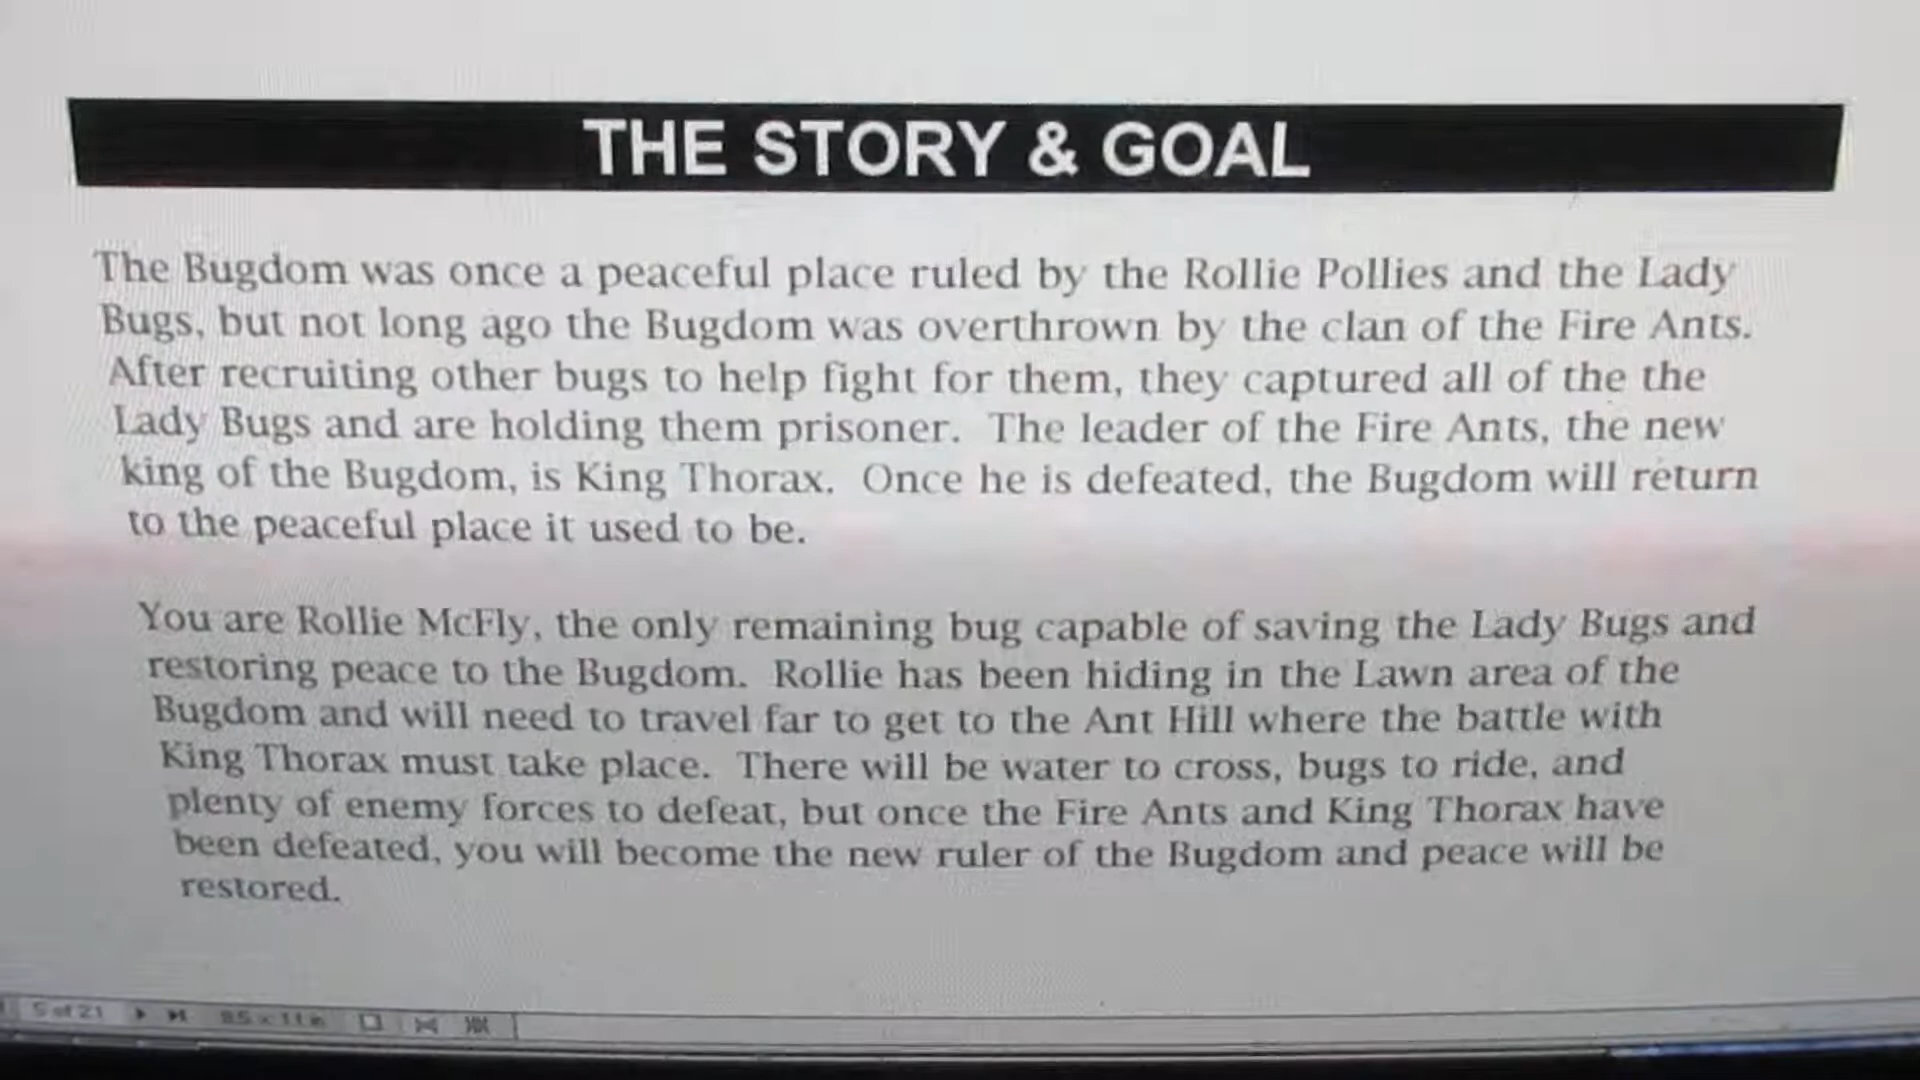 THE STORY & GOAL
The Bugdom was once a peaceful place ruled by the Rollie Pollies and the Lady
Bugs, but not long ago the Bugdom was overthrown by the clan of the Fire Ants.
After recruiting other bugs to help fight for them, they captured all of the the
Lady Bugs and are holding them prisoner. The leader of the Fire Ants, the new
king of the Bugdom, is King Thorax. Once he is defeated, the Bugdom will return
to the peaceful place it used to be.
You are Rollie McFly, the only remaining bug capable of saving the Lady Bugs and
restoring peace to the Bugdom. Rollie has been hiding in the Lawn area of the
Bugdom and will need to travel far to get to the Ant Hill where the battle with
King Thorax must take place. There will be water to cross, bugs to ride, and
plenty of enemy forces to defeat, but once the Fire Ants and King Thorax have
been defeated, you will become the new ruler of the Bugdom and peace will be
restored.
5 of 21 8.5 x 11 in